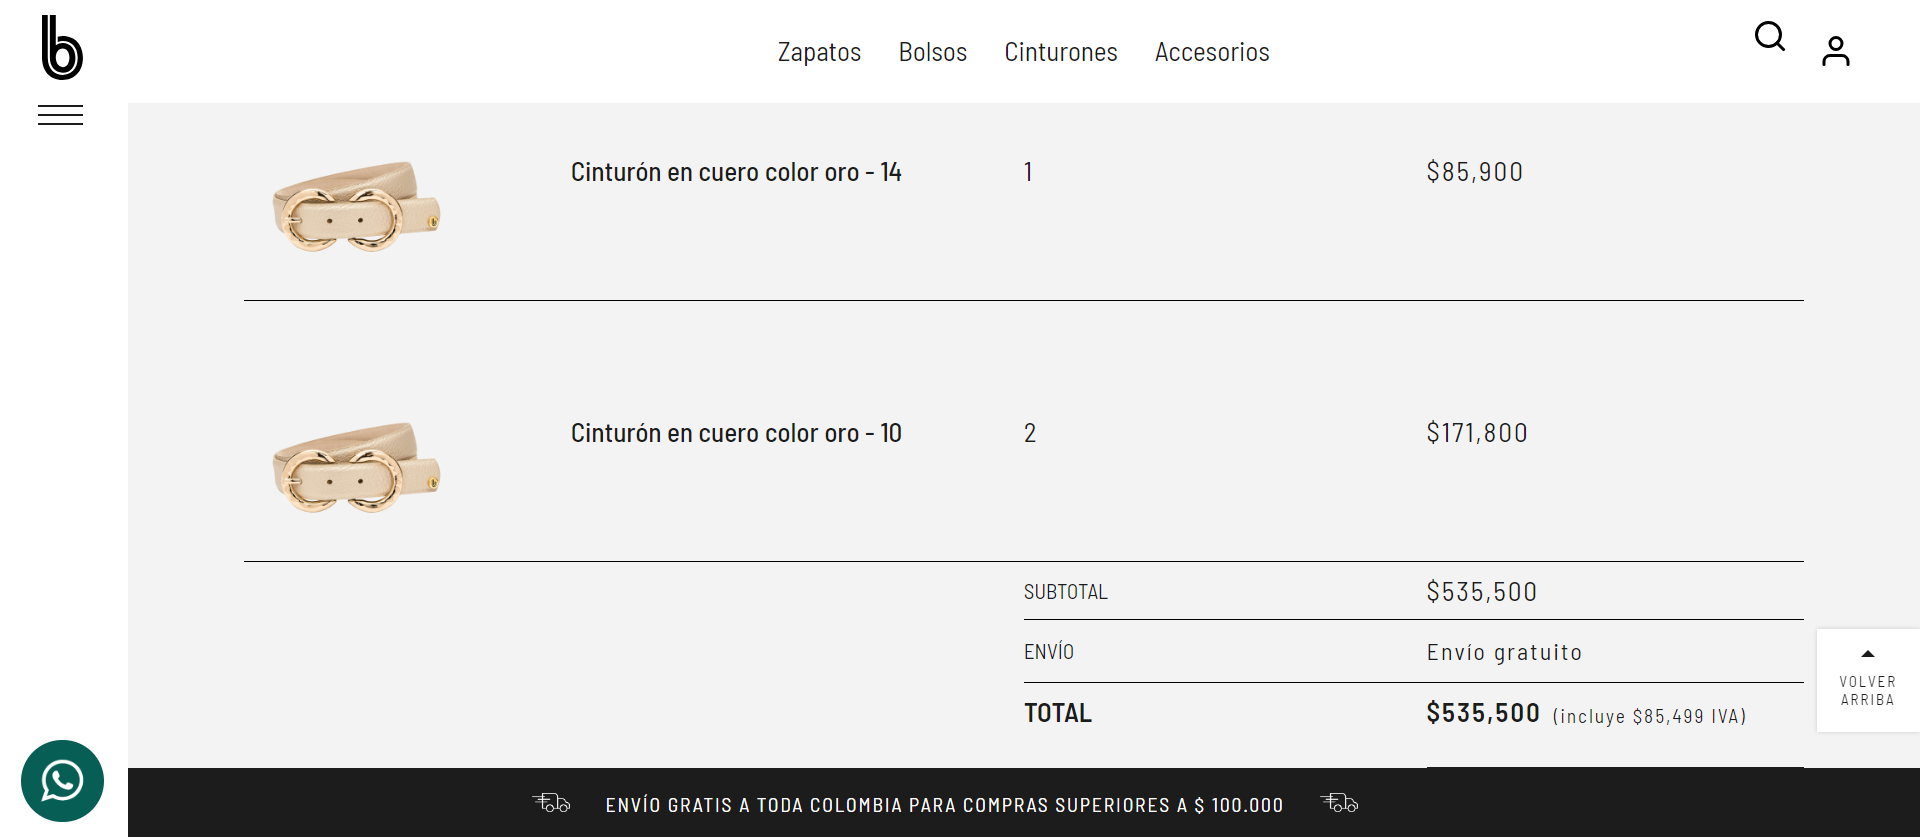 b
Zapatos Bolsos Cinturones Accesorios
Cinturón en cuero color oro - 14 1 $85,900
Cinturón en cuero color oro - 10 2 $171,800
SUBTOTAL $535,500
ENVÍO Envío gratuito
TOTAL $535,500 (incluye $85,499 IVA)
VOLVER
ARRIBA
ENVÍO GRATIS A TODA COLOMBIA PARA COMPRAS SUPERIORES A $ 100.000